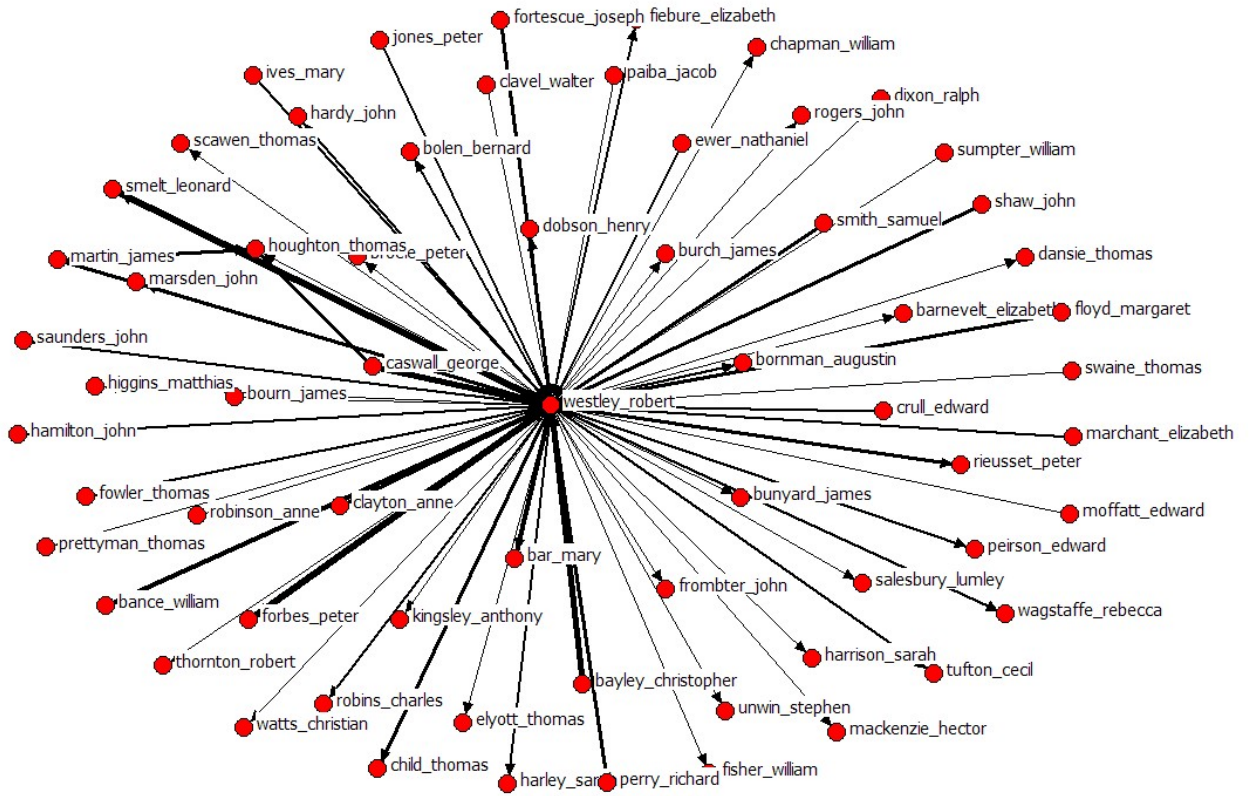 fortescue_joseph
fiebure_elizabeth
jones_peter
chapman_william
ives_mary
clavel_walter
paiba_jacob
dixon_ralph
hardy_john
rogers_john
scawen_thomas
bolen_bernard
ewer_nathaniel
sumpter_william
smelt_leonard
shaw_john
dobson_henry
smith_samuel
houghton_thomas
peter
burch_james
dansie_thomas
martin_james
marsden_john
barnevelt_elizabeth
floyd_margaret
saunders_john
caswall_george
bornman_augustin
swaine_thomas
higgins_matthias
bourn_james
westley_robert
crull_edward
hamilton_john
marchant_elizabeth
rieusset_peter
fowler_thomas
clayton_anne
bunyard_james
robinson_anne
moffatt_edward
prettyman_thomas
peirson_edward
bar_mary
frombter_john
salesbury_lumley
bance_william
forbes_peter
kingsley_anthony
wagstaffe_rebecca
thornton_robert
harrison_sarah
tufton_cecil
bayley_christopher
robins_charles
unwin_stephen
watts_christian
elyott_thomas
mackenzie_hector
child_thomas
harley_sar
perry_richard
fisher_william